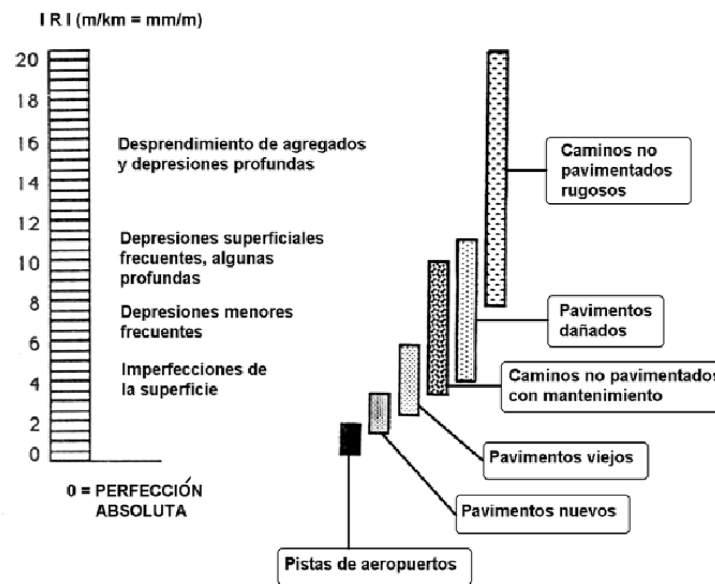 I R I (m/km = mm/m)
20
18
16
14
12
10
8
6
4
2
0
Desprendimiento de agregados
y depresiones profundas
Depresiones superficiales
frecuentes, algunas
profundas
Depresiones menores
frecuentes
Imperfecciones de
la superficie
0 = PERFECCIÓN
ABSOLUTA
Caminos no
pavimentados
rugosos
Pavimentos
dañados
Caminos no pavimentados
con mantenimiento
Pavimentos viejos
Pavimentos nuevos
Pistas de aeropuertos